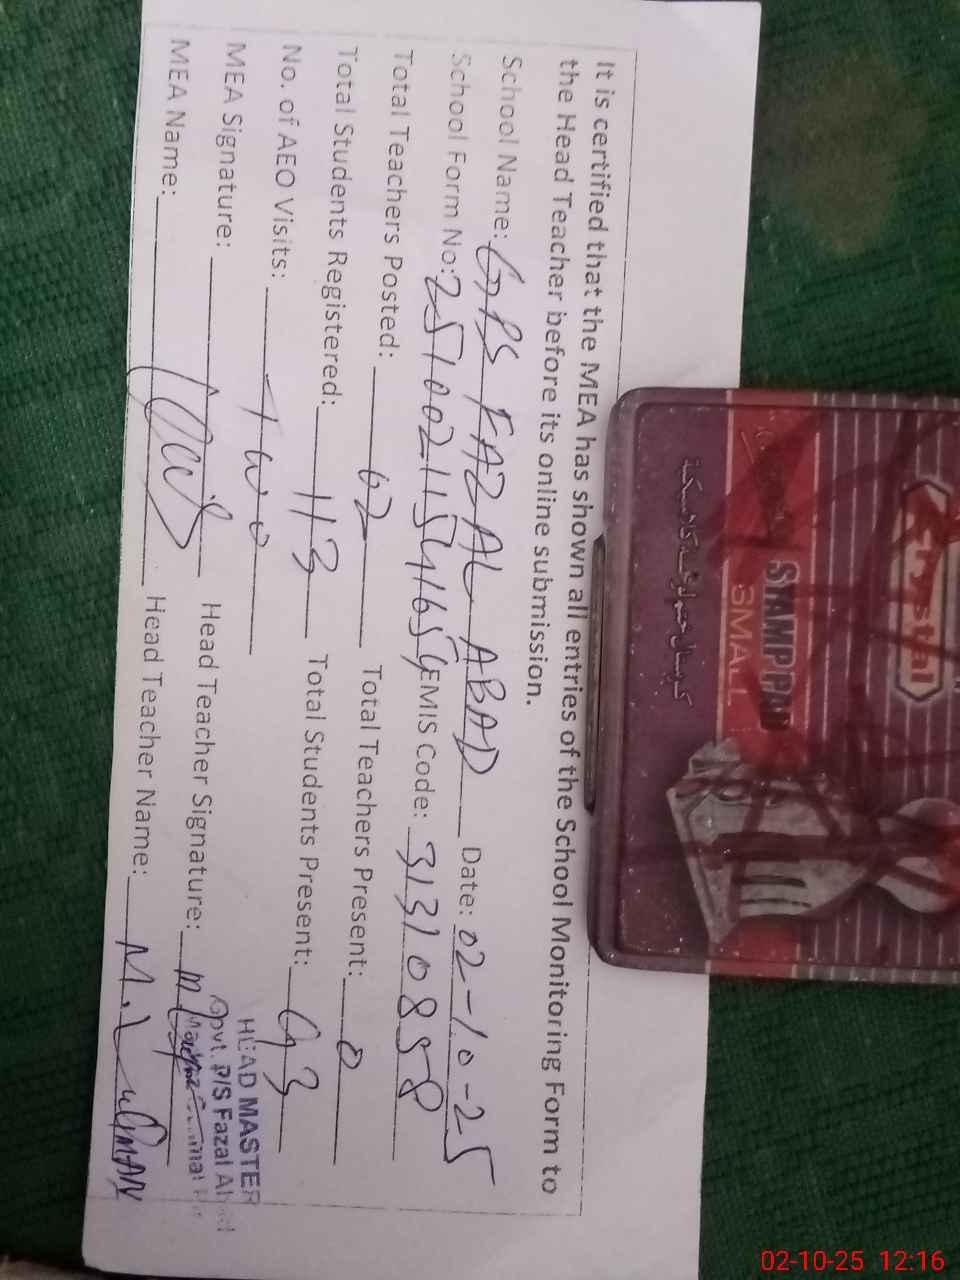 It is certified that the MEA has shown all entries of the School Monitoring Form to
the Head Teacher before its online submission.
School Name: GPS FAZAL ABAD Date: 02-10-25
School Form No: EMIS Code: 31310858
Total Teachers Posted: 02 Total Teachers Present: 0
Total Students Registered: 113 Total Students Present: 93
No. of AEO Visits: two
MEA Signature: Head Teacher Signature:
MEA Name: Head Teacher Name:
HEAD MASTER
Govt. P/S Fazal
Crystal
STAMP PAD
SMALL
02-10-25 12:16